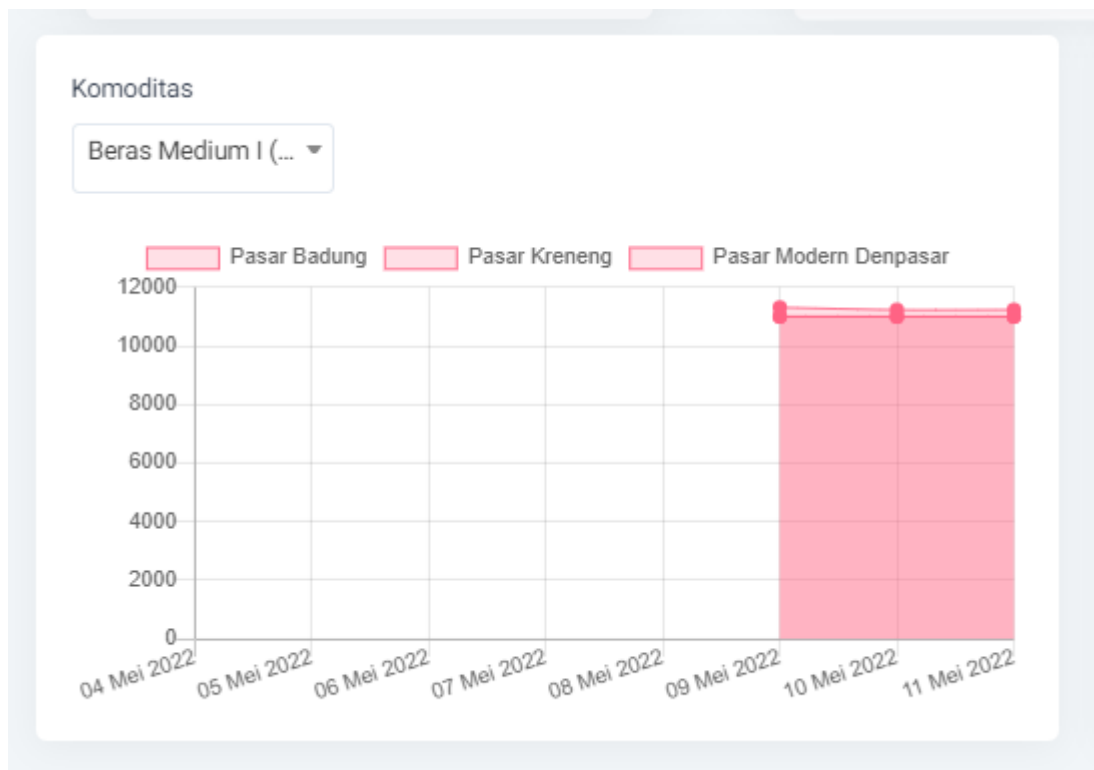 Komoditas
Beras Medium I (...
Pasar Badung Pasar Kreneng Pasar Modern Denpasar
12000
10000
8000
6000
4000
2000
0
04 Mei 2022 05 Mei 2022 06 Mei 2022 07 Mei 2022 08 Mei 2022 09 Mei 2022 10 Mei 2022 11 Mei 2022